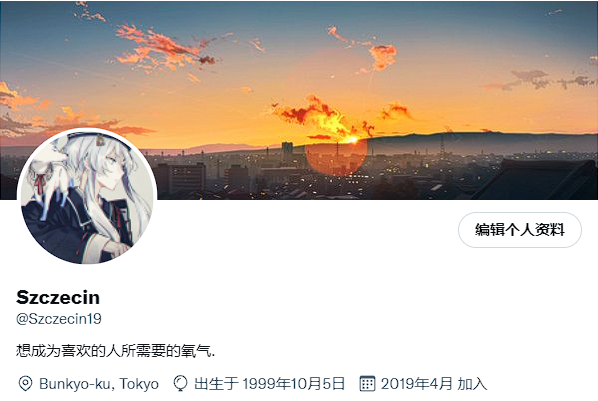 编辑个人资料
Szczecin
@Szczecin19
想成为喜欢的人所需要的氧气.
Bunkyo-ku, Tokyo 出生于 1999年10月5日 2019年4月 加入